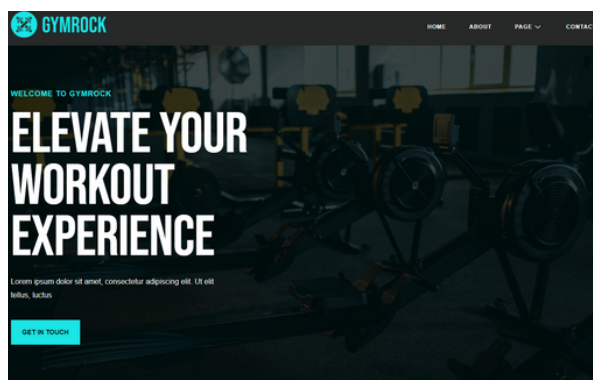 GYMROCK
HOME ABOUT PAGE CONTAC
WELCOME TO GYMROCK
ELEVATE YOUR
WORKOUT
EXPERIENCE
Lorem ipsum dolor sit amet, consectetur adipiscing elit. Ut elit
tellus, luctus
GET IN TOUCH